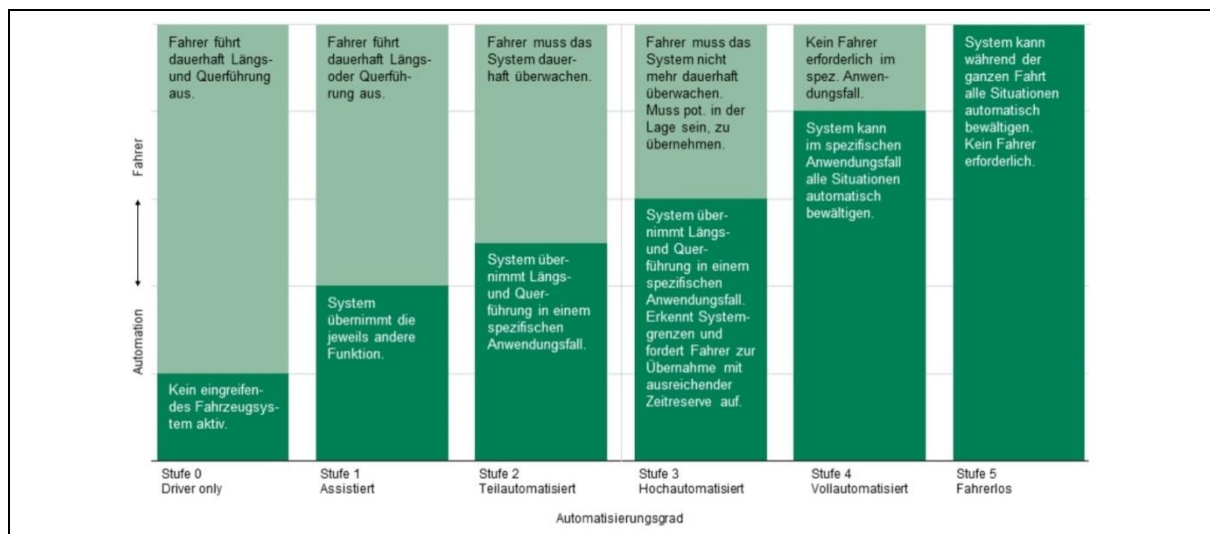 Fahrer führt
dauerhaft Längs-
und Querführung
aus.
Fahrer führt
dauerhaft Längs-
oder Querfüh-
rung aus.
Fahrer muss das
System dauer-
haft überwachen.
Fahrer muss das
System nicht
mehr dauerhaft
überwachen.
Muss pot. in der
Lage sein, zu
übernehmen.
Kein Fahrer
erforderlich im
spez. Anwen-
dungsfall.
System kann
während der
ganzen Fahrt
alle Situationen
automatisch
bewältigen.
Kein Fahrer
erforderlich.
Fahrer
Automation
Kein eingreifen-
des Fahrzeugsys-
tem aktiv.
System
übernimmt die
jeweils andere
Funktion.
System über-
nimmt Längs-
und Quer-
führung in einem
spezifischen
Anwendungsfall.
System über-
nimmt Längs-
und Quer-
führung in einem
spezifischen
Anwendungsfall.
Erkennt System-
grenzen und
fordert Fahrer zur
Übernahme mit
ausreichender
Zeitreserve auf.
System kann
im spezifischen
Anwendungsfall
alle Situationen
automatisch
bewältigen.
Stufe 0
Driver only
Stufe 1
Assistiert
Stufe 2
Teilautomatisiert
Stufe 3
Hochautomatisiert
Stufe 4
Vollautomatisiert
Stufe 5
Fahrerlos
Automatisierungsgrad